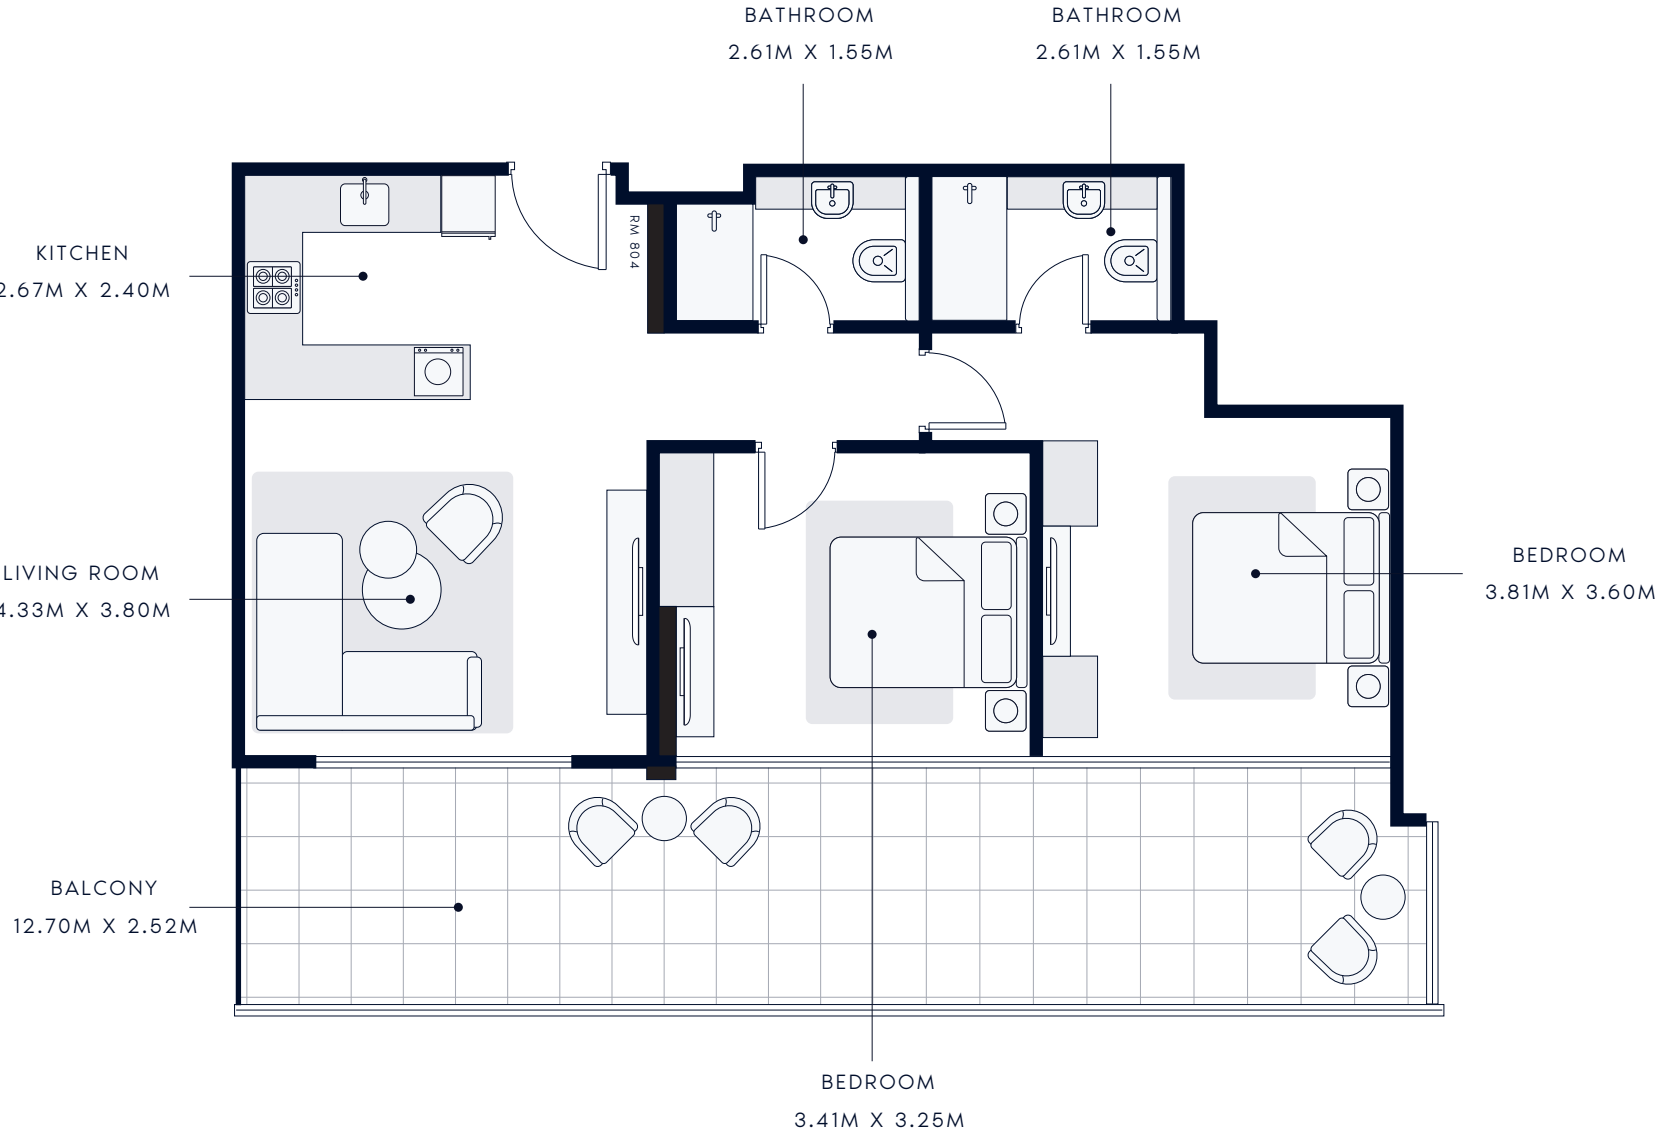 BATHROOM
2.61M X 1.55M
BATHROOM
2.61M X 1.55M
RM 804
KITCHEN
2.67M X 2.40M
LIVING ROOM
4.33M X 3.80M
BEDROOM
3.81M X 3.60M
BALCONY
12.70M X 2.52M
BEDROOM
3.41M X 3.25M